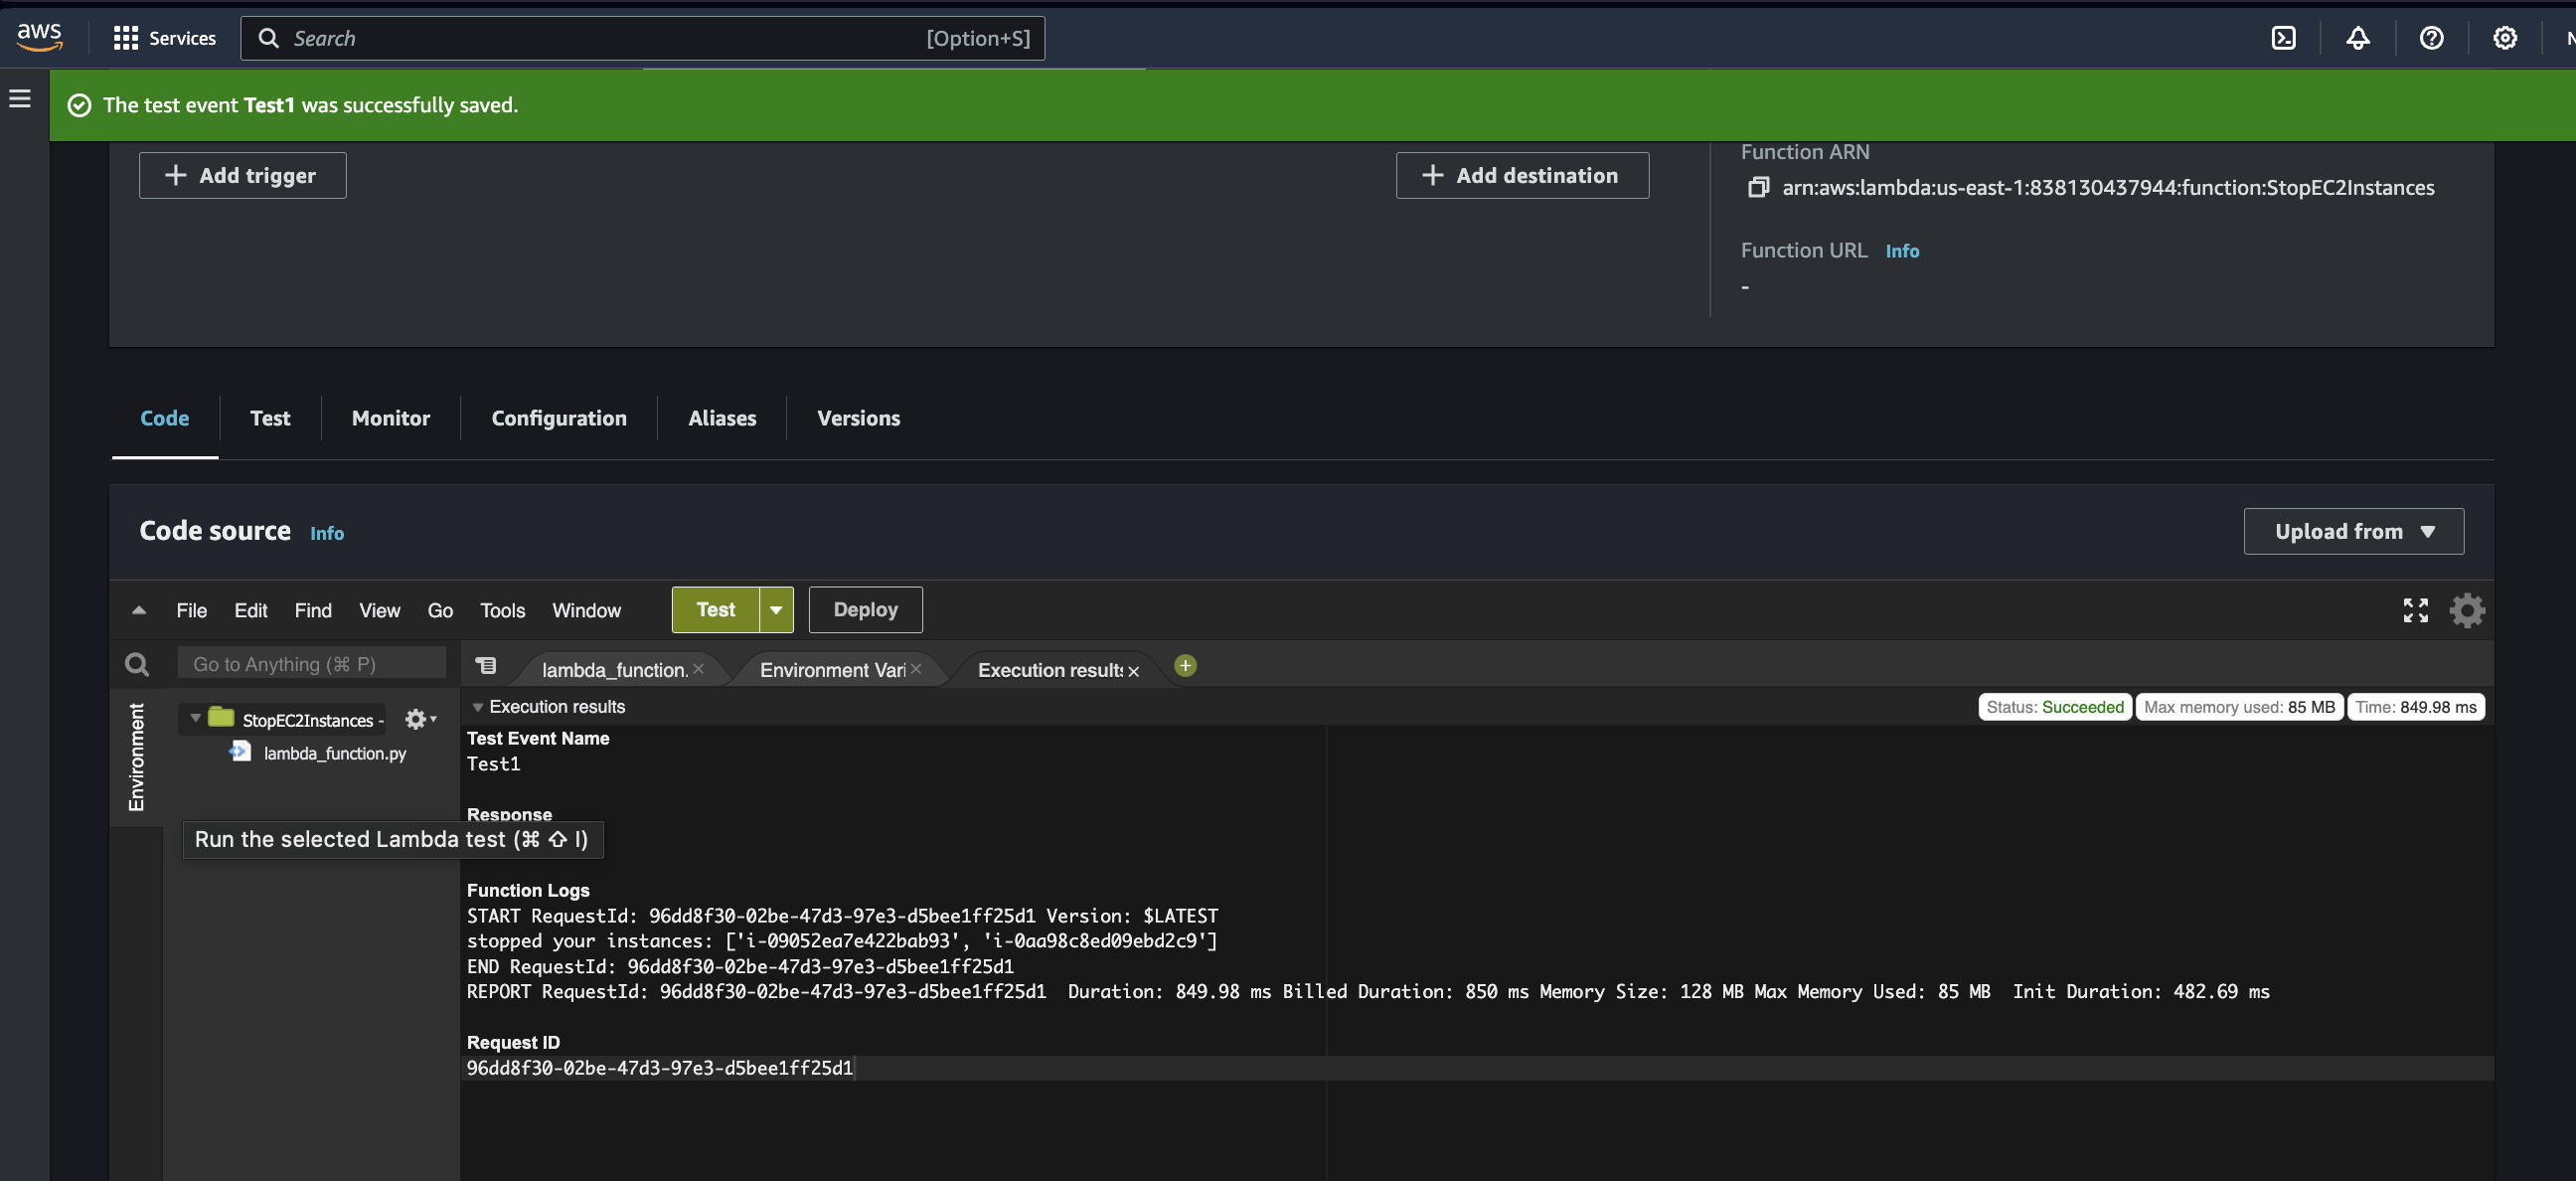 aws
Services
Search
[Option+S]
The test event Test1 was successfully saved.
Add trigger
Add destination
Function ARN
arn:aws:lambda:us-east-1:838130437944:function:StopEC2Instances
Function URL Info
-
Code
Test
Monitor
Configuration
Aliases
Versions
Code source Info
Upload from
File Edit Find View Go Tools Window
Test
Deploy
Go to Anything (⌘ P)
lambda_function.
Environment Vari
Execution results
Environment
StopEC2Instances -
lambda_function.py
Execution results
Status: Succeeded
Max memory used: 85 MB
Time: 849.98 ms
Test Event Name
Test1
Response
Run the selected Lambda test (⌘ ⇧ I)
Function Logs
START RequestId: 96dd8f30-02be-47d3-97e3-d5bee1ff25d1 Version: $LATEST
stopped your instances: ['i-09052ea7e422bab93', 'i-0aa98c8ed09ebd2c9']
END RequestId: 96dd8f30-02be-47d3-97e3-d5bee1ff25d1
REPORT RequestId: 96dd8f30-02be-47d3-97e3-d5bee1ff25d1 Duration: 849.98 ms Billed Duration: 850 ms Memory Size: 128 MB Max Memory Used: 85 MB Init Duration: 482.69 ms
Request ID
96dd8f30-02be-47d3-97e3-d5bee1ff25d1